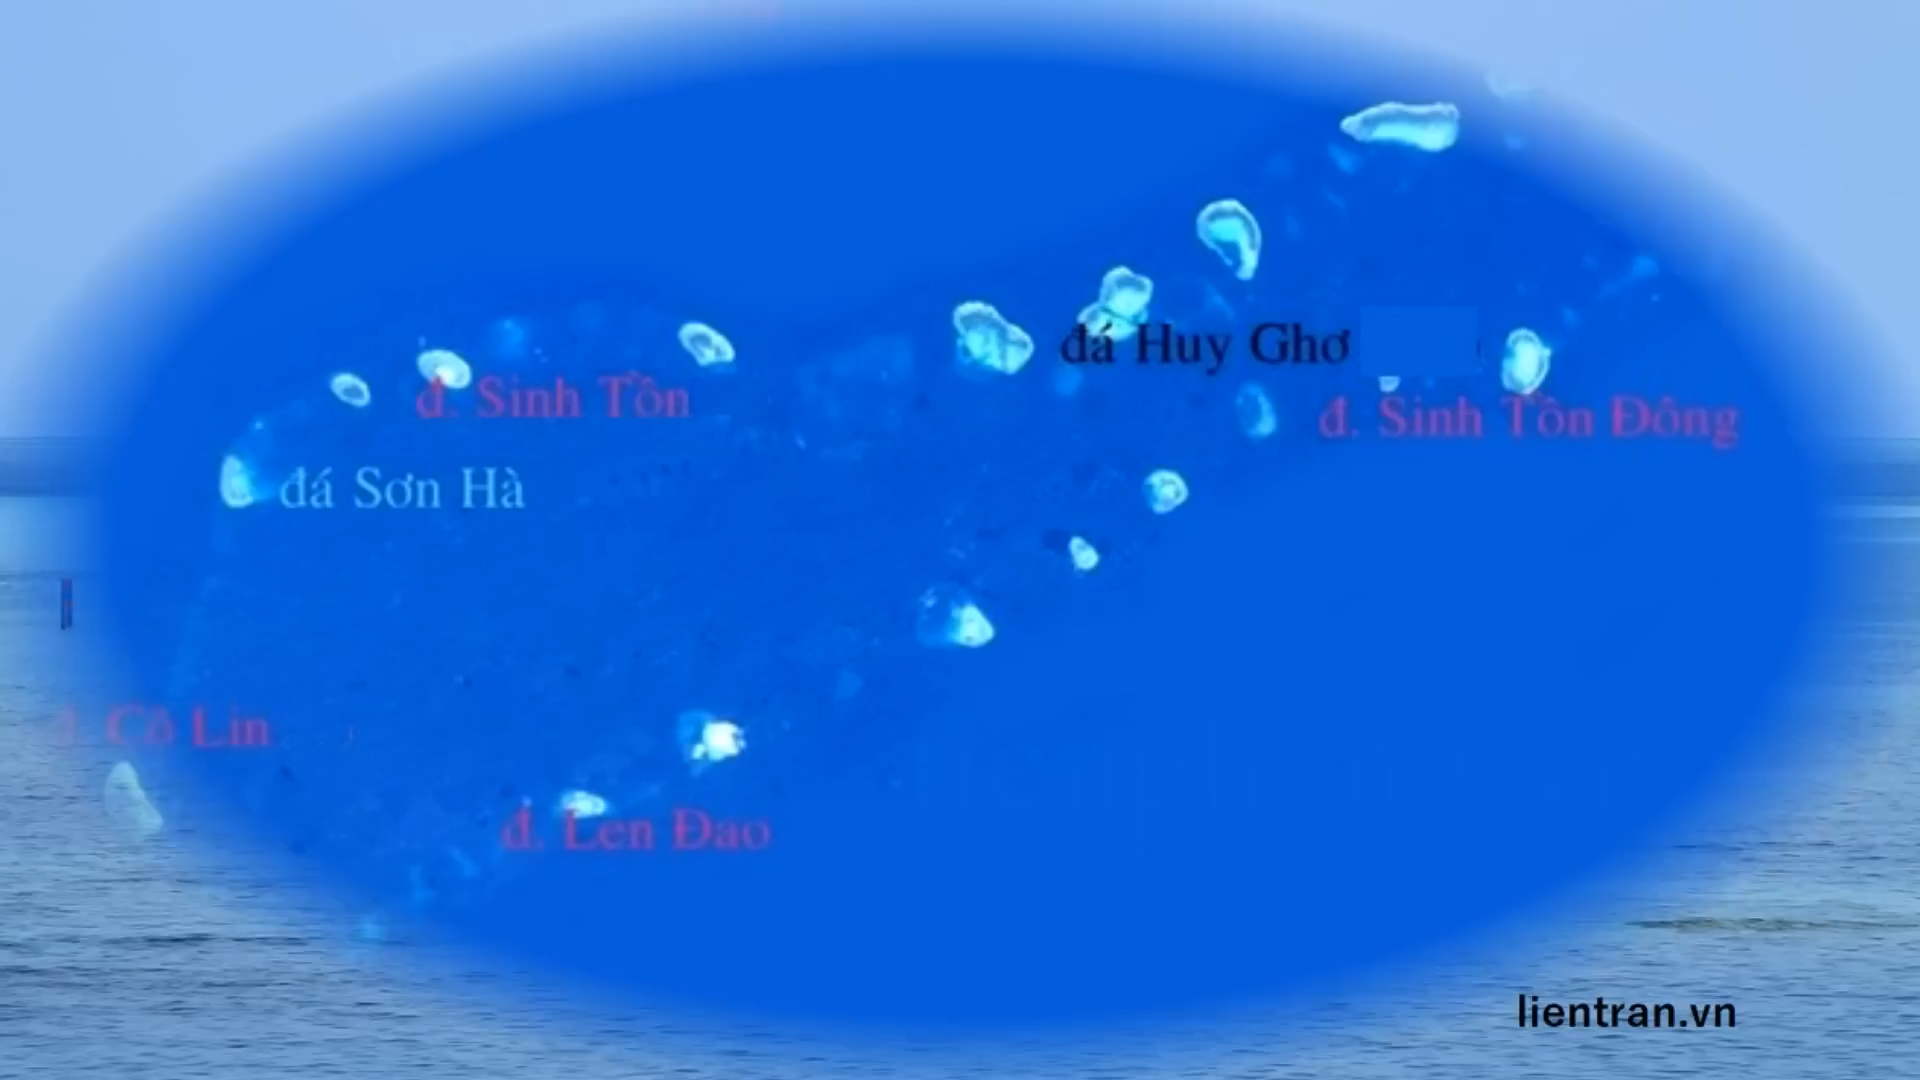 đá Huy Ghơ
đ. Sinh Tồn
đ. Sinh Tồn Đông
đá Sơn Hà
đ. Cô Lin
đ. Len Đao
lientran.vn